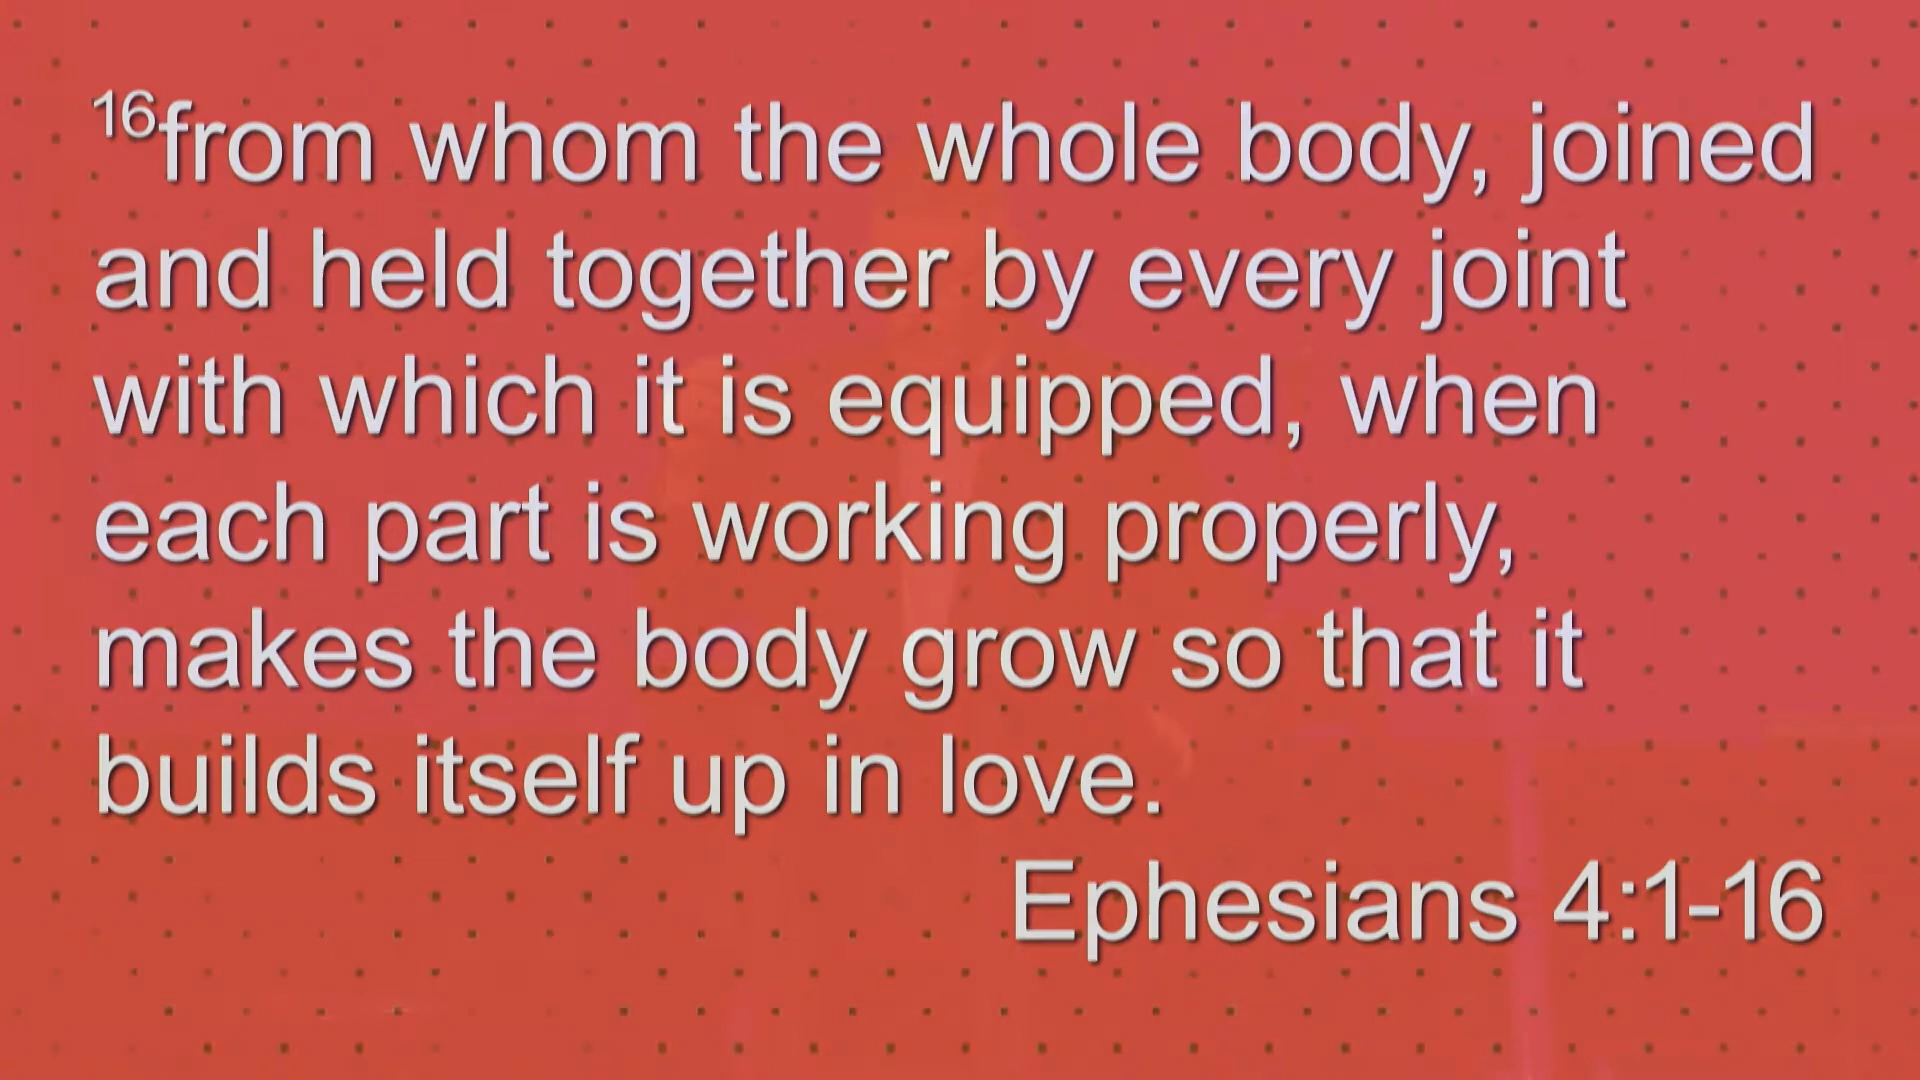 16from whom the whole body, joined
and held together by every joint
with which it is equipped, when
each part is working properly,
makes the body grow so that it
builds itself up in love.
Ephesians 4:1-16